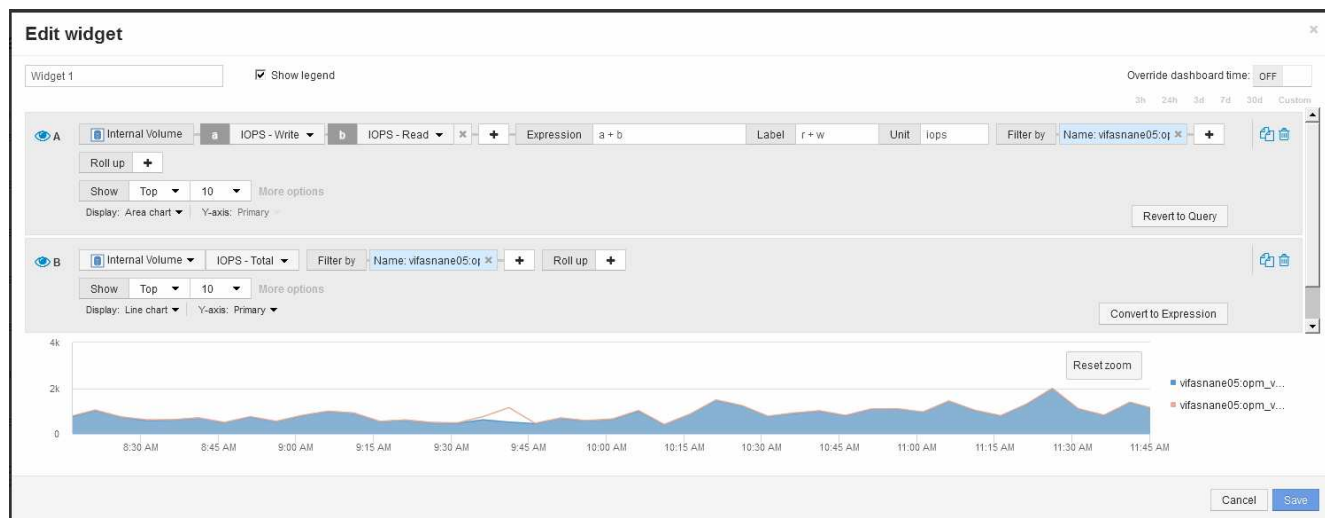 Edit widget
Widget 1
Show legend
Override dashboard time: OFF
3h 24h 3d 7d 30d Custom
A Internal Volume a IOPS - Write b IOPS - Read + Expression a + b Label r + w Unit iops Filter by Name: vifasnane05:op +
Roll up +
Show Top 10 More options
Display: Area chart Y-axis: Primary
Revert to Query
B Internal Volume IOPS - Total Filter by Name: vifasnane05:op + Roll up +
Show Top 10 More options
Display: Line chart Y-axis: Primary
Convert to Expression
4k
2k
0
Reset zoom
vifasnane05:opm_v...
vifasnane05:opm_v...
8:30 AM 8:45 AM 9:00 AM 9:15 AM 9:30 AM 9:45 AM 10:00 AM 10:15 AM 10:30 AM 10:45 AM 11:00 AM 11:15 AM 11:30 AM 11:45 AM
Cancel Save